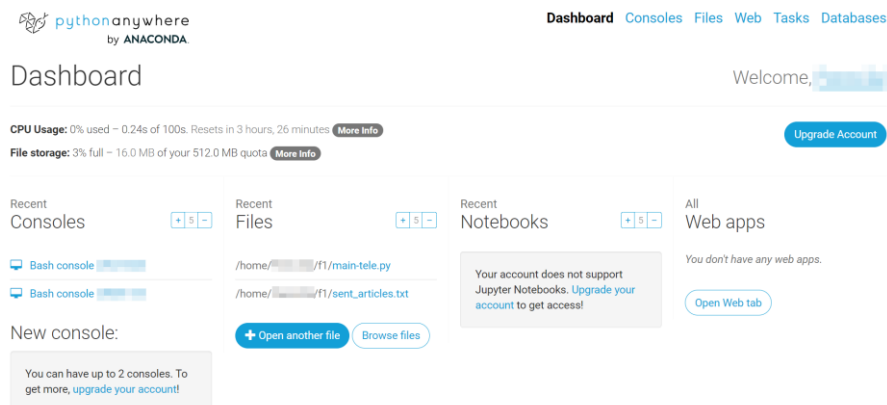 pythonanywhere
by ANACONDA.
Dashboard Consoles Files Web Tasks Databases
Dashboard
Welcome,
CPU Usage: 0% used – 0.24s of 100s. Resets in 3 hours, 26 minutes More Info
File storage: 3% full – 16.0 MB of your 512.0 MB quota More Info
Upgrade Account
Recent
Consoles
+ 5 −
Bash console
Bash console
New console:
You can have up to 2 consoles. To
get more, upgrade your account!
Recent
Files
+ 5 −
/home/ /f1/main-tele.py
/home/ /f1/sent_articles.txt
+ Open another file
Browse files
Recent
Notebooks
+ 5 −
Your account does not support
Jupyter Notebooks. Upgrade your
account to get access!
All
Web apps
You don't have any web apps.
Open Web tab